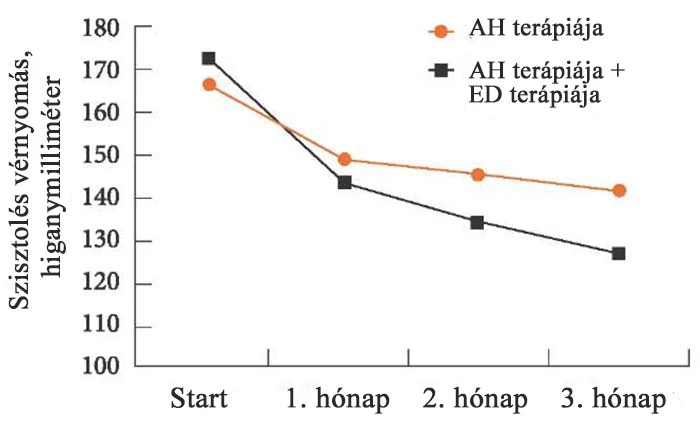 Szisztolés vérnyomás,
higanymilliméter
180
170
160
150
140
130
120
110
100
AH terápiája
AH terápiája +
ED terápiája
Start
1. hónap
2. hónap
3. hónap